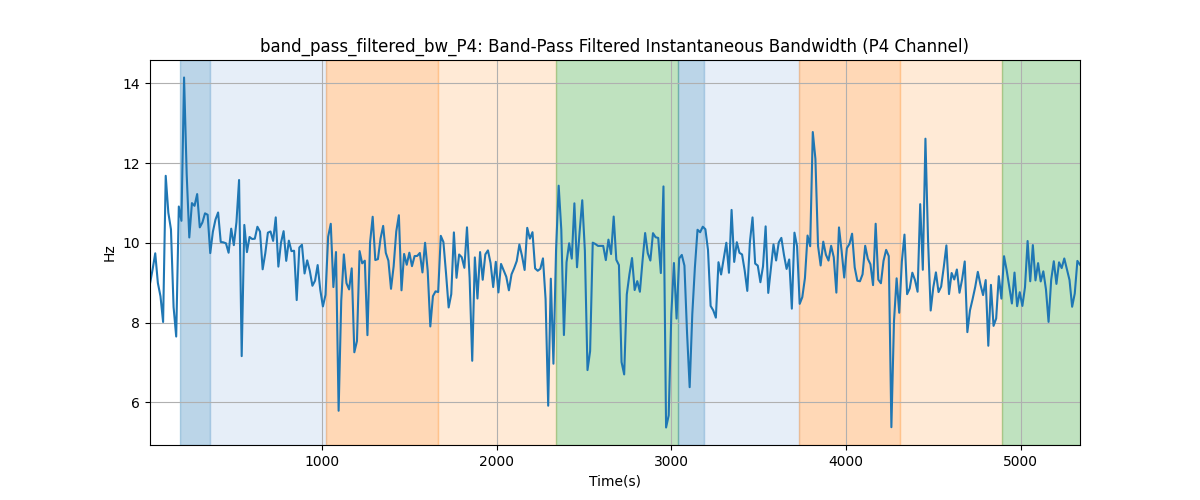 band_pass_filtered_bw_P4: Band-Pass Filtered Instantaneous Bandwidth (P4 Channel)
14
12
10
8
6
Hz
1000 2000 3000 4000 5000
Time(s)